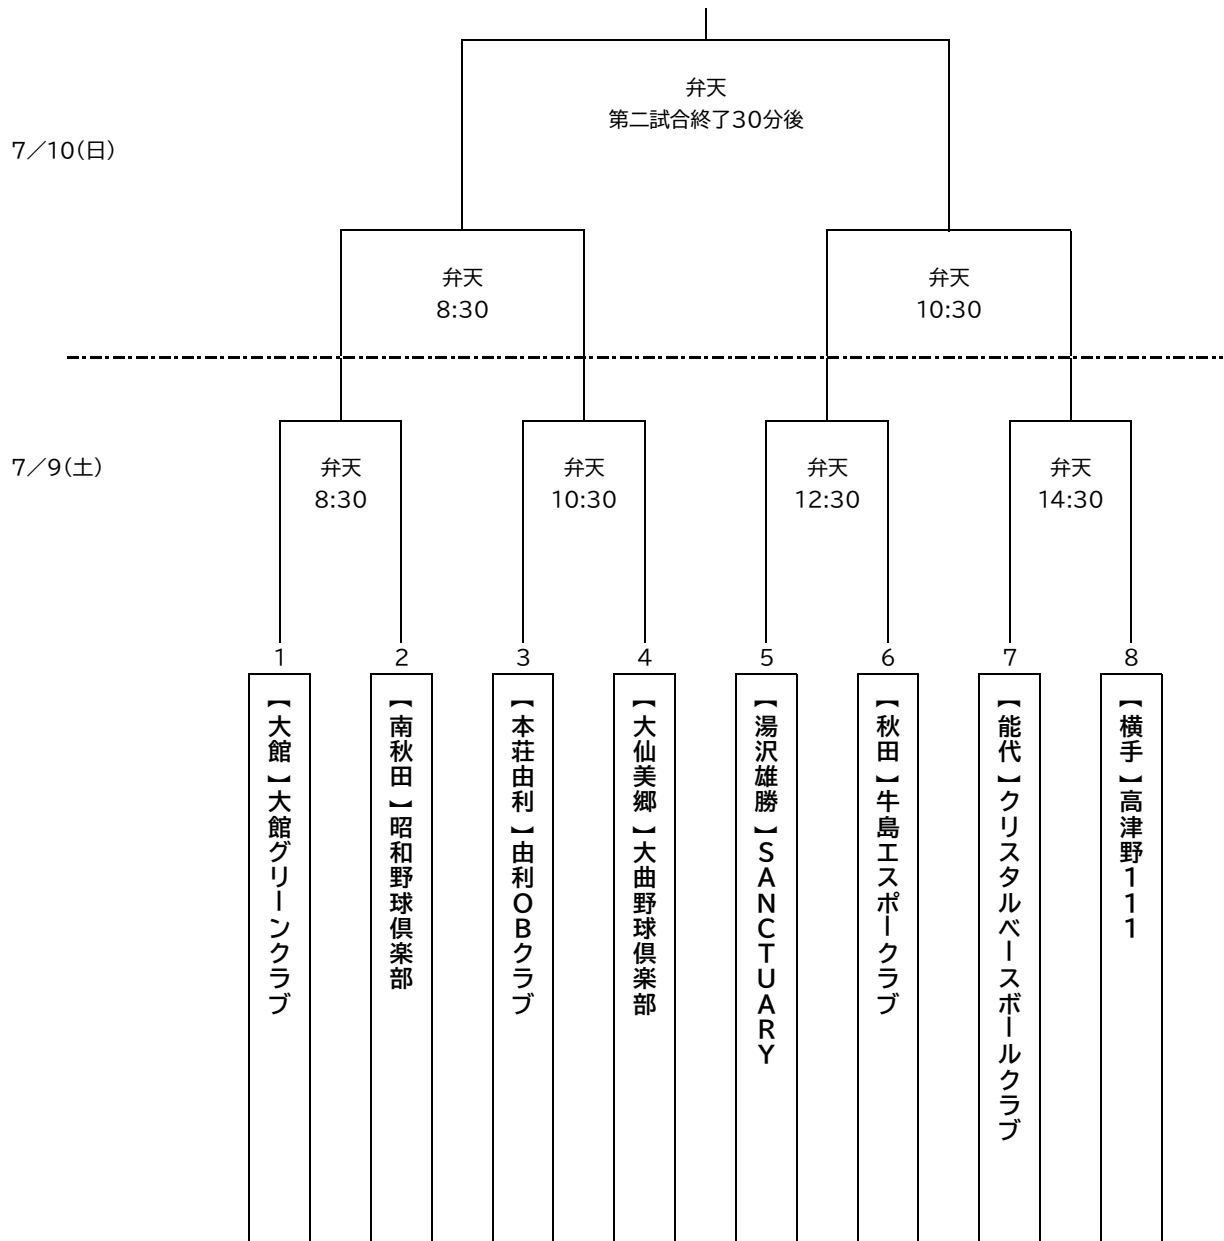 弁天
第二試合終了30分後
7／10(日)
弁天
8:30
弁天
10:30
7／9(土)
弁天
8:30
弁天
10:30
弁天
12:30
弁天
14:30
1
2
3
4
5
6
7
8
【大館】大館グリーンクラブ
【南秋田】昭和野球倶楽部
【本荘由利】由利OBクラブ
【大仙美郷】大曲野球倶楽部
【湯沢雄勝】SANCTUARY
【秋田】牛島エスポークラブ
【能代】クリスタルベースボールクラブ
【横手】高津野111